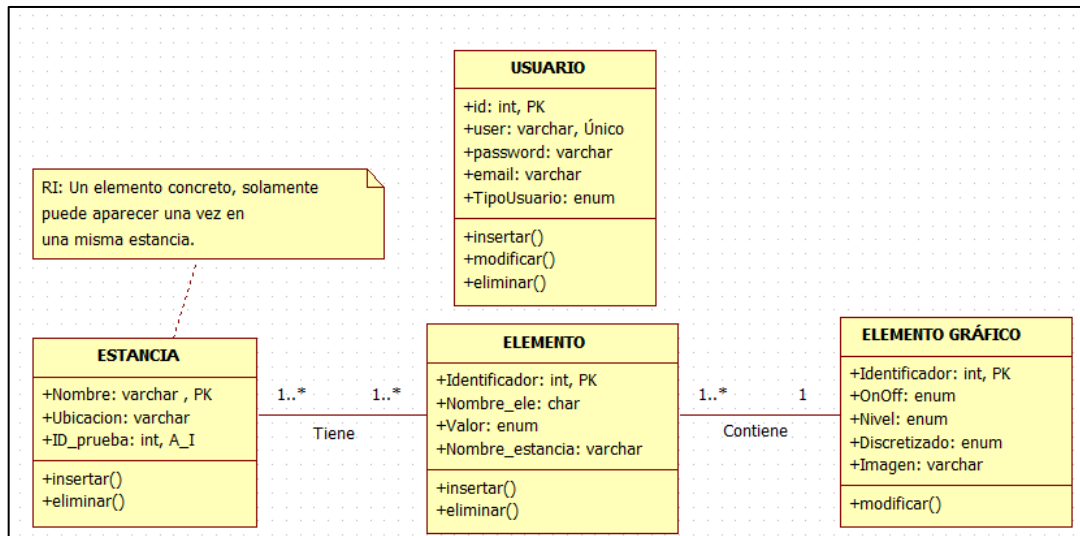 USUARIO
+id: int, PK
+user: varchar, Único
+password: varchar
+email: varchar
+TipoUsuario: enum
+insertar()
+modificar()
+eliminar()
RI: Un elemento concreto, solamente
puede aparecer una vez en
una misma estancia.
ESTANCIA
+Nombre: varchar , PK
+Ubicacion: varchar
+ID_prueba: int, A_I
+insertar()
+eliminar()
1..*
1..*
Tiene
ELEMENTO
+Identificador: int, PK
+Nombre_ele: char
+Valor: enum
+Nombre_estancia: varchar
+insertar()
+eliminar()
1..*
1
Contiene
ELEMENTO GRÁFICO
+Identificador: int, PK
+OnOff: enum
+Nivel: enum
+Discretizado: enum
+Imagen: varchar
+modificar()